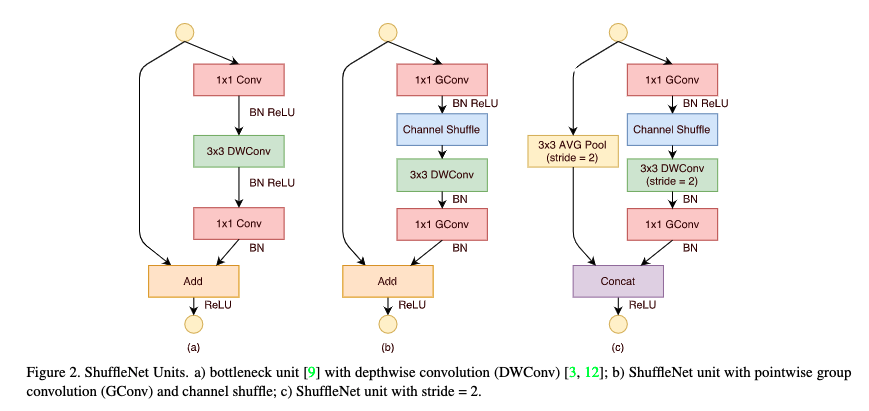 1x1 Conv
BN ReLU
3x3 DWConv
BN ReLU
1x1 Conv
BN
Add
ReLU
(a)
1x1 GConv
BN ReLU
Channel Shuffle
3x3 DWConv
BN
1x1 GConv
BN
Add
ReLU
(b)
3x3 AVG Pool
(stride = 2)
1x1 GConv
BN ReLU
Channel Shuffle
3x3 DWConv
(stride = 2)
BN
1x1 GConv
BN
Concat
ReLU
(c)
Figure 2. ShuffleNet Units. a) bottleneck unit [9] with depthwise convolution (DWConv) [3, 12]; b) ShuffleNet unit with pointwise group
convolution (GConv) and channel shuffle; c) ShuffleNet unit with stride = 2.